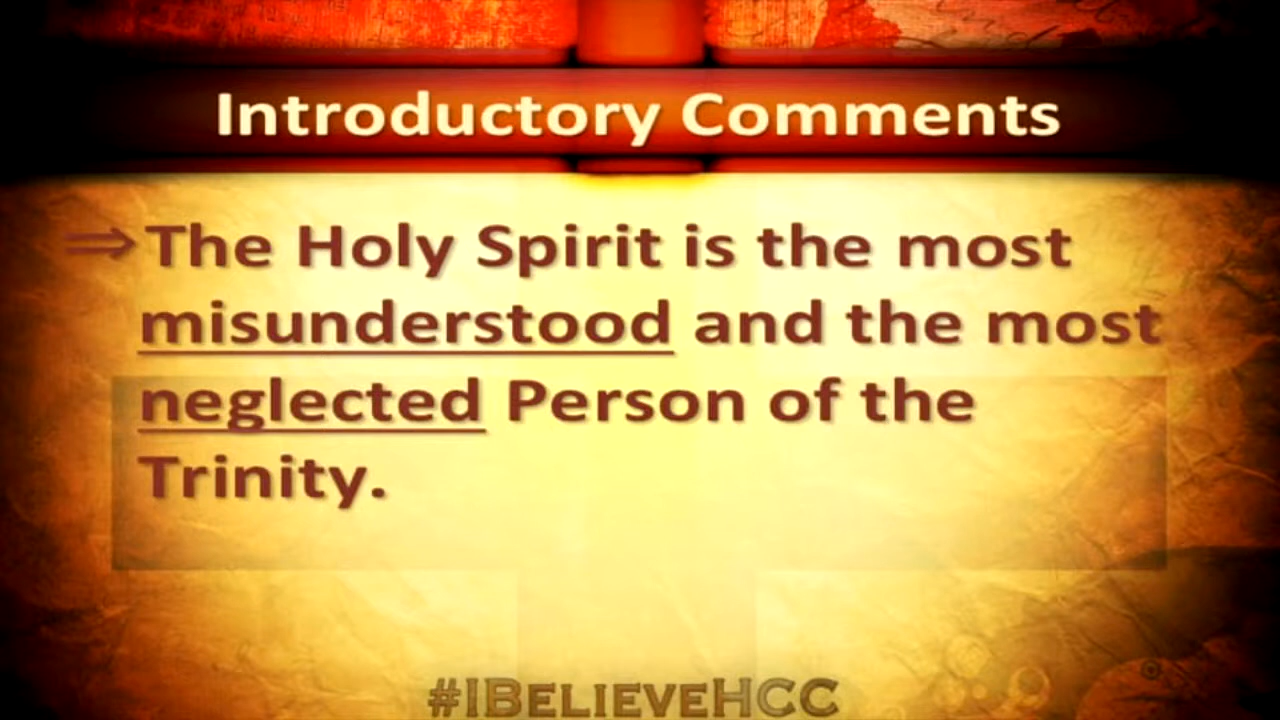 Introductory Comments
⇒The Holy Spirit is the most
misunderstood and the most
neglected Person of the
Trinity.
#IBELIEVEHCC